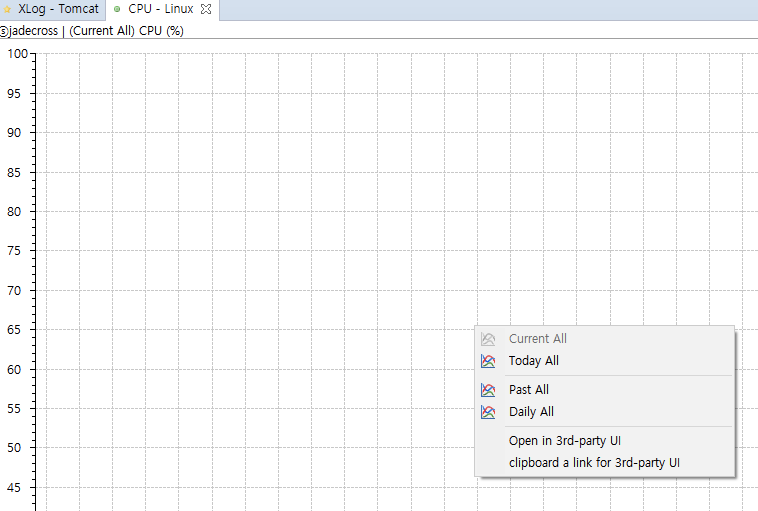 XLog - Tomcat
CPU - Linux
ⓢjadecross | (Current All) CPU (%)
100
95
90
85
80
75
70
65
60
55
50
45
Current All
Today All
Past All
Daily All
Open in 3rd-party UI
clipboard a link for 3rd-party UI